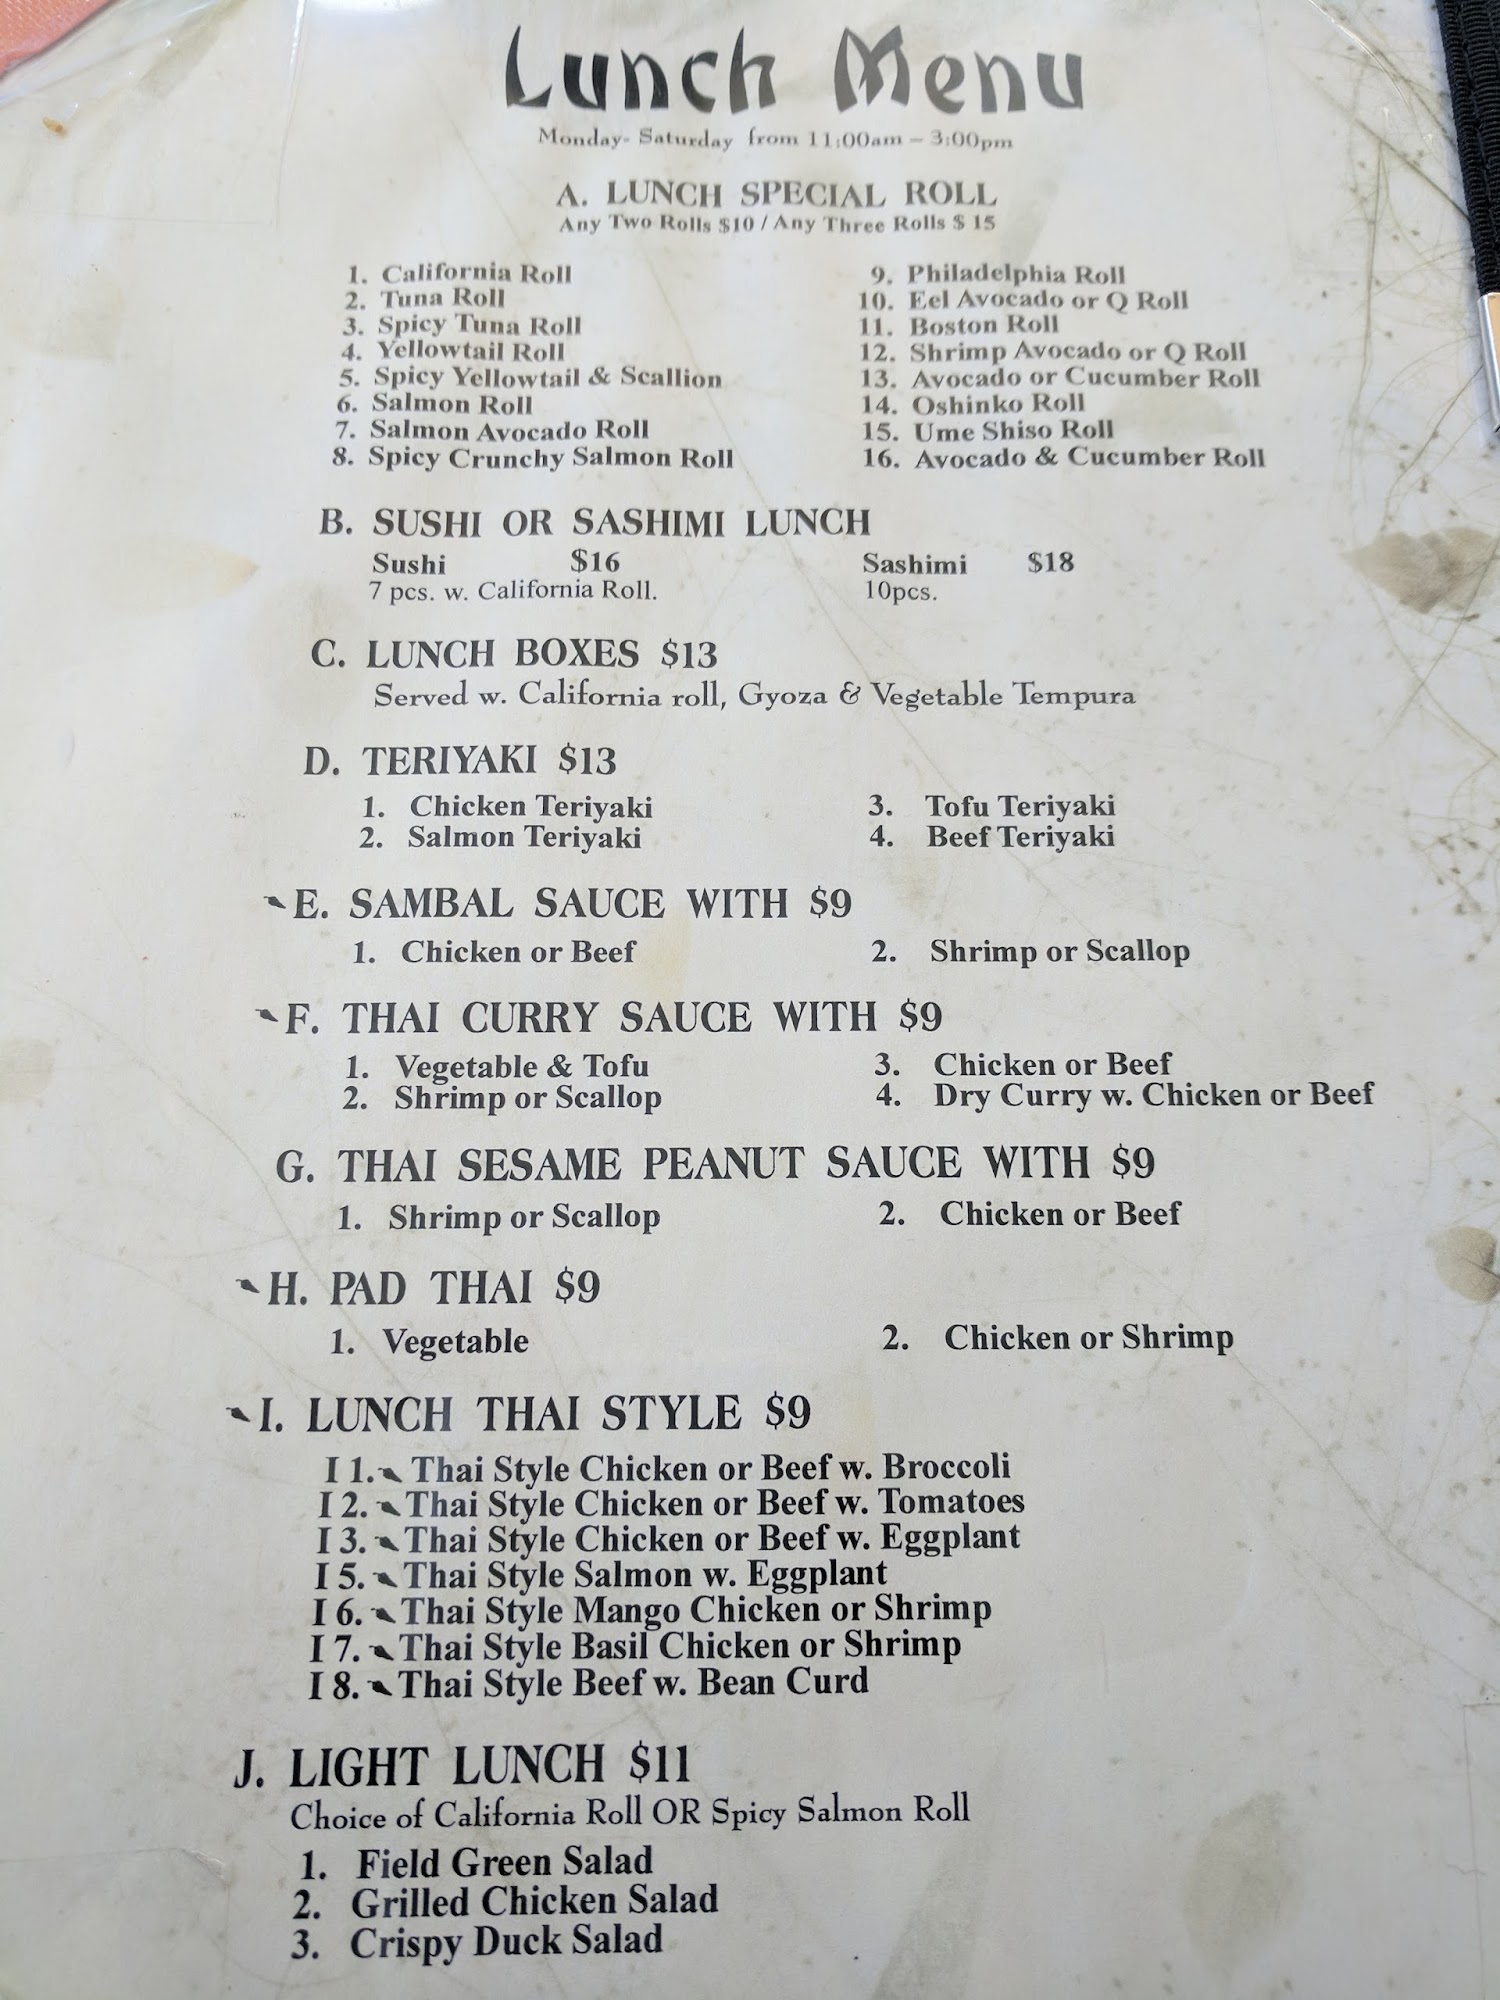 Lunch Menu
Monday- Saturday from 11:00am – 3:00pm
A. LUNCH SPECIAL ROLL
Any Two Rolls $10 / Any Three Rolls $ 15
1. California Roll
2. Tuna Roll
3. Spicy Tuna Roll
4. Yellowtail Roll
5. Spicy Yellowtail & Scallion
6. Salmon Roll
7. Salmon Avocado Roll
8. Spicy Crunchy Salmon Roll
9. Philadelphia Roll
10. Eel Avocado or Q Roll
11. Boston Roll
12. Shrimp Avocado or Q Roll
13. Avocado or Cucumber Roll
14. Oshinko Roll
15. Ume Shiso Roll
16. Avocado & Cucumber Roll
B. SUSHI OR SASHIMI LUNCH
Sushi $16
7 pcs. w. California Roll.
Sashimi $18
10pcs.
C. LUNCH BOXES $13
Served w. California roll, Gyoza & Vegetable Tempura
D. TERIYAKI $13
1. Chicken Teriyaki
2. Salmon Teriyaki
3. Tofu Teriyaki
4. Beef Teriyaki
E. SAMBAL SAUCE WITH $9
1. Chicken or Beef
2. Shrimp or Scallop
F. THAI CURRY SAUCE WITH $9
1. Vegetable & Tofu
2. Shrimp or Scallop
3. Chicken or Beef
4. Dry Curry w. Chicken or Beef
G. THAI SESAME PEANUT SAUCE WITH $9
1. Shrimp or Scallop
2. Chicken or Beef
H. PAD THAI $9
1. Vegetable
2. Chicken or Shrimp
I. LUNCH THAI STYLE $9
I 1. Thai Style Chicken or Beef w. Broccoli
I 2. Thai Style Chicken or Beef w. Tomatoes
I 3. Thai Style Chicken or Beef w. Eggplant
I 5. Thai Style Salmon w. Eggplant
I 6. Thai Style Mango Chicken or Shrimp
I 7. Thai Style Basil Chicken or Shrimp
I 8. Thai Style Beef w. Bean Curd
J. LIGHT LUNCH $11
Choice of California Roll OR Spicy Salmon Roll
1. Field Green Salad
2. Grilled Chicken Salad
3. Crispy Duck Salad